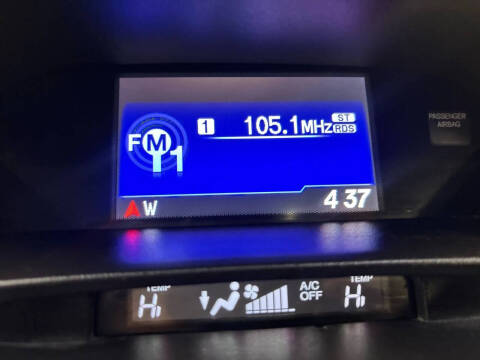 FM 1 1 105.1MHz ST
RDS
PASSENGER
AIRBAG
W 4 37
TEMP TEMP
Hi A/C Hi
OFF